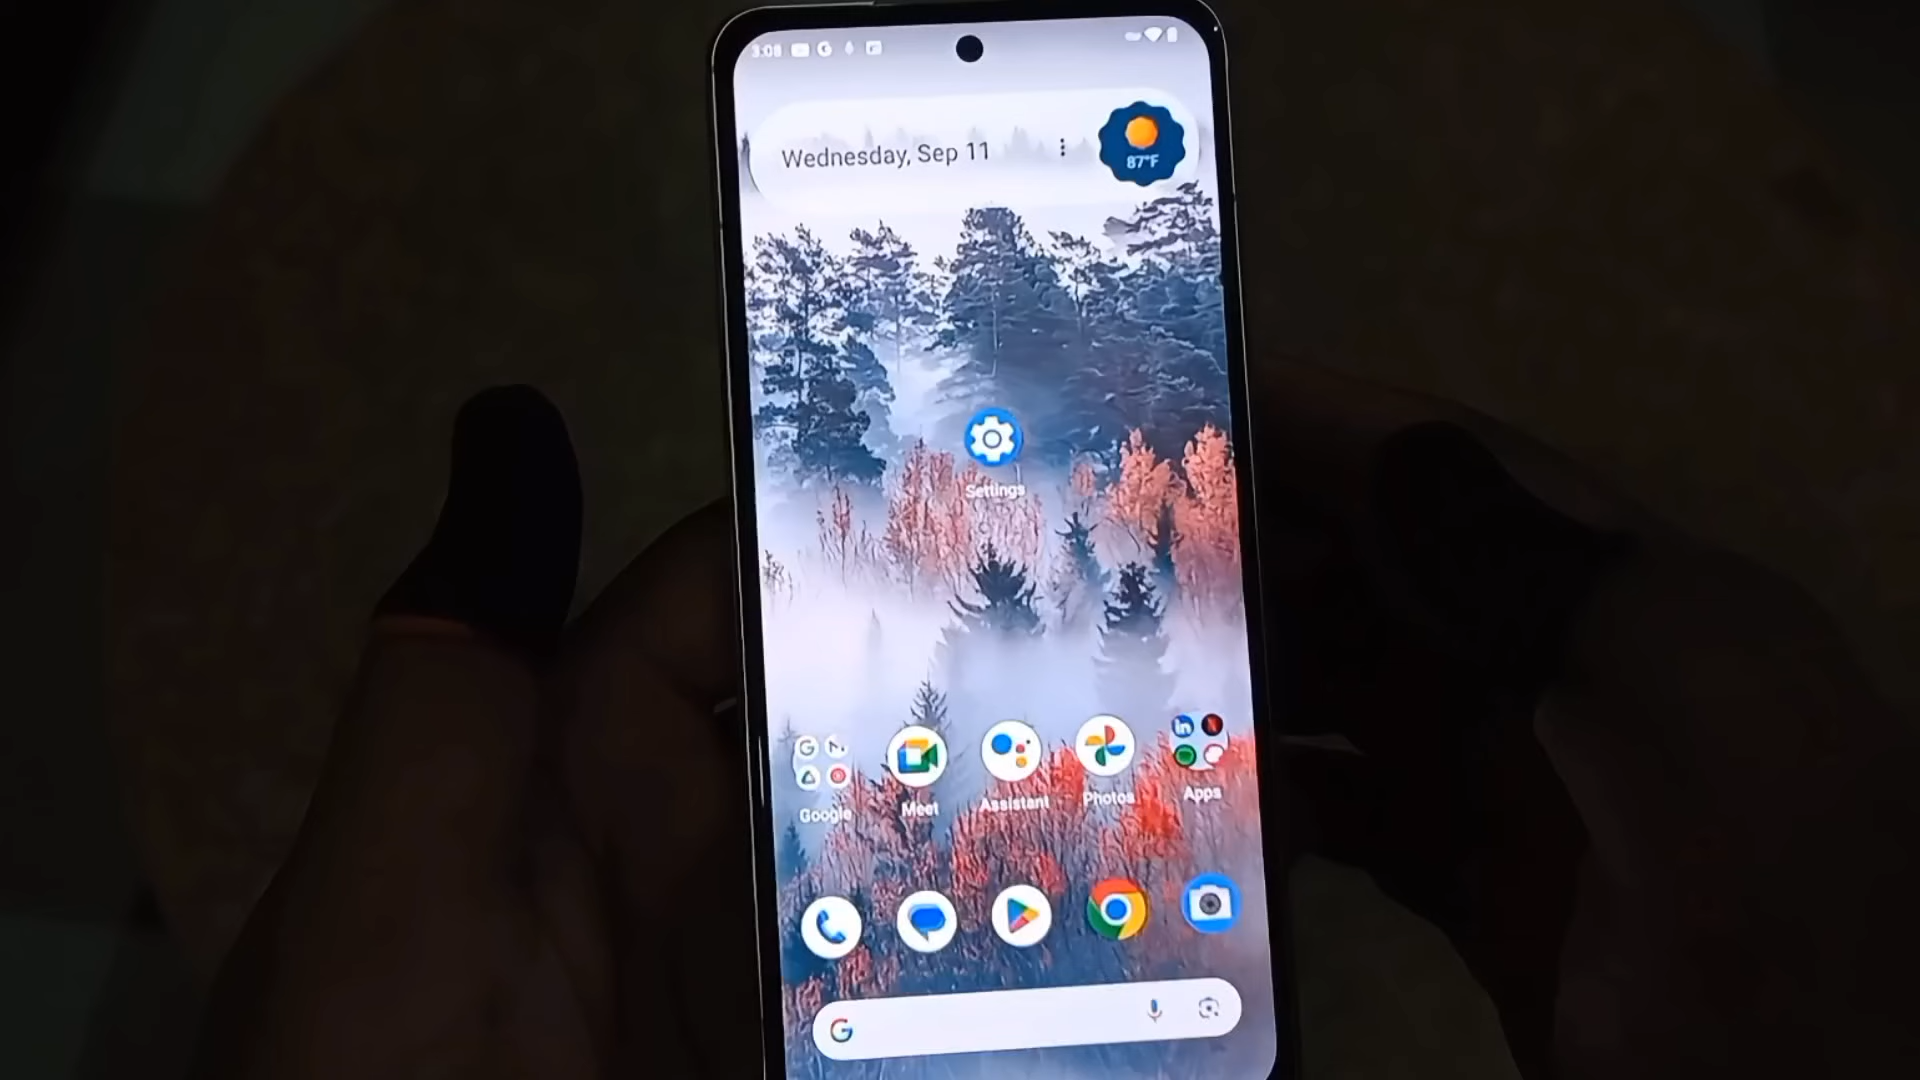 3:08
Wednesday, Sep 11
87°F
Settings
Google
Meet
Assistant
Photos
Apps